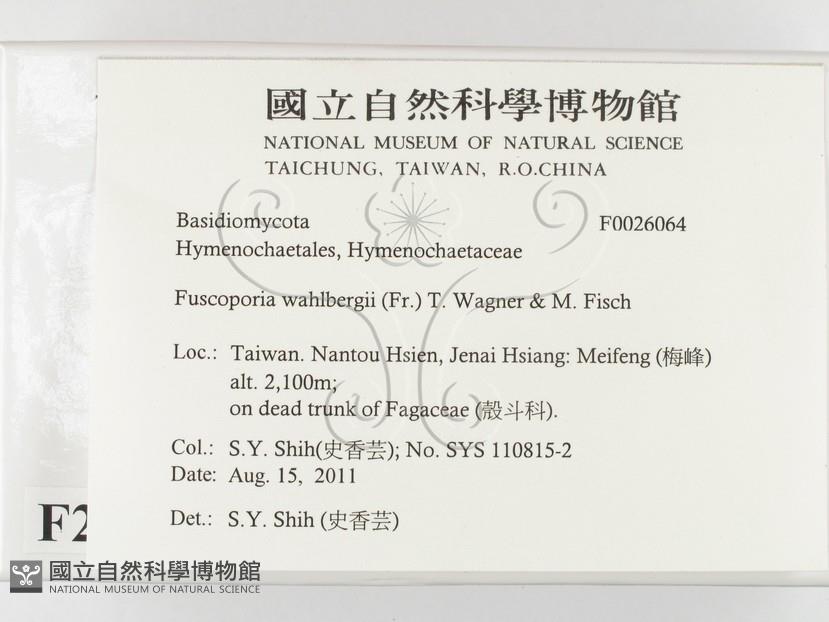 國立自然科學博物館
NATIONAL MUSEUM OF NATURAL SCIENCE
TAICHUNG, TAIWAN, R.O.CHINA
Basidiomycota F0026064
Hymenochaetales, Hymenochaetaceae
Fuscoporia wahlbergii (Fr.) T. Wagner & M. Fisch
Loc.: Taiwan. Nantou Hsien, Jenai Hsiang: Meifeng (梅峰)
alt. 2,100m;
on dead trunk of Fagaceae (殼斗科).
Col.: S.Y. Shih(史香芸); No. SYS 110815-2
Date: Aug. 15, 2011
Det.: S.Y. Shih (史香芸)
F2
國立自然科學博物館
NATIONAL MUSEUM OF NATURAL SCIENCE